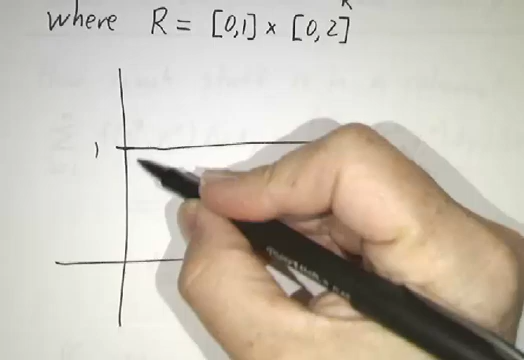 where R = [0,1] × [0,2]
R
1